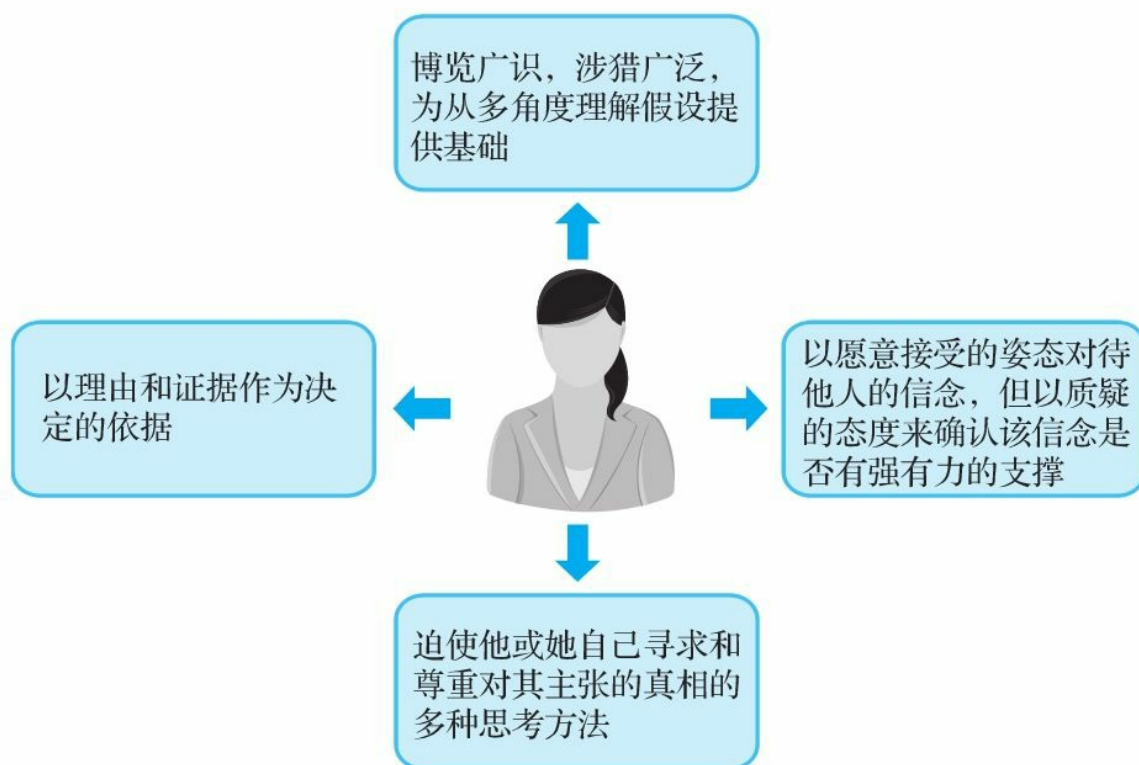 博览广识，涉猎广泛，
为从多角度理解假设提
供基础
以理由和证据作为决
定的依据
以愿意接受的姿态对待
他人的信念，但以质疑
的态度来确认该信念是
否有强有力的支撑
迫使他或她自己寻求和
尊重对其主张的真相的
多种思考方法